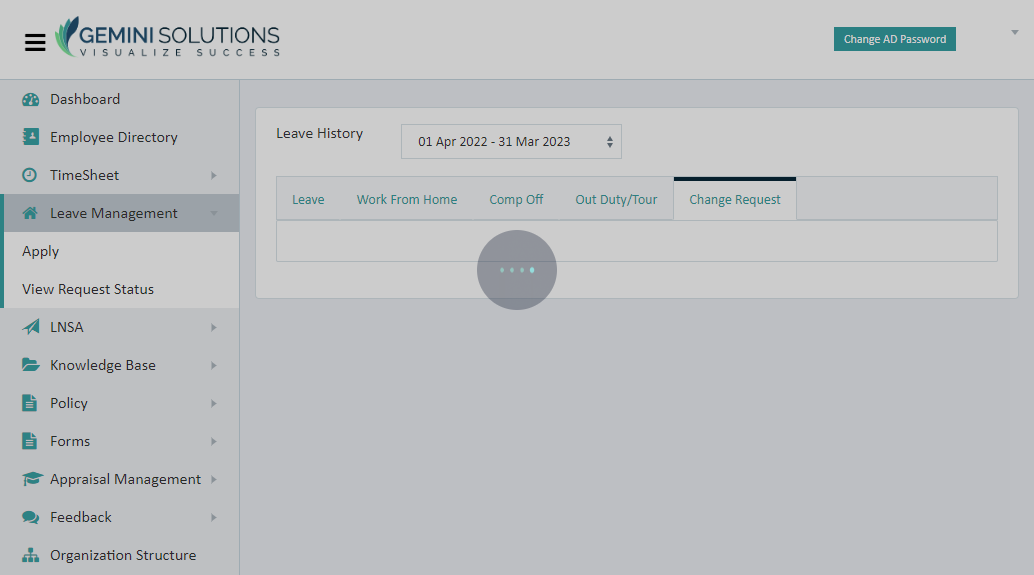 GEMINI SOLUTIONS
VISUALIZE SUCCESS
Change AD Password
Dashboard
Employee Directory
TimeSheet
Leave Management
Apply
View Request Status
LNSA
Knowledge Base
Policy
Forms
Appraisal Management
Feedback
Organization Structure
Leave History
01 Apr 2022 - 31 Mar 2023
Leave Work From Home Comp Off Out Duty/Tour Change Request